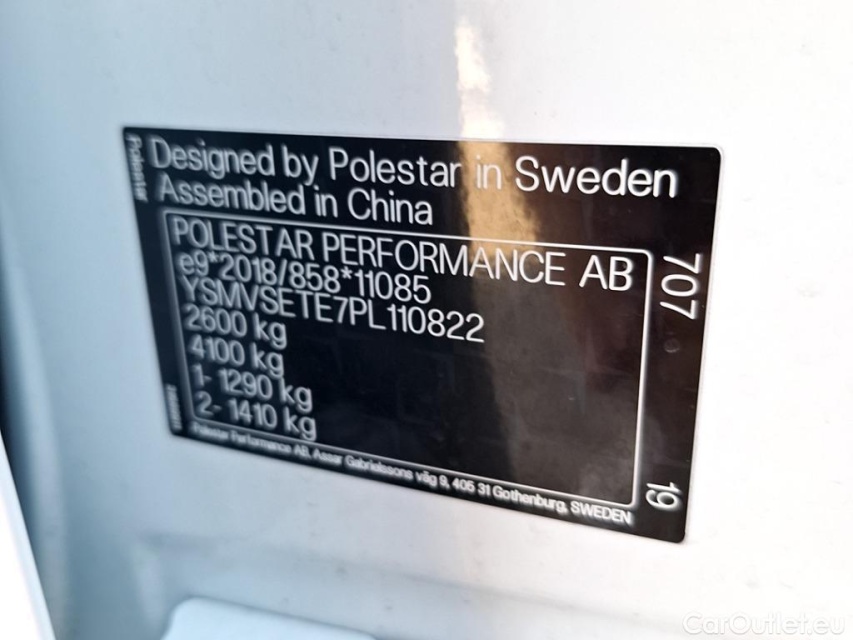 Polestar
Designed by Polestar in Sweden
Assembled in China
POLESTAR PERFORMANCE AB
e9*2018/858*11085
YSMVSETE7PL110822
2600 kg
4100 kg
1- 1290 kg
2- 1410 kg
707
19
Polestar Performance AB, Assar Gabrielssons väg 9, 405 31 Gothenburg, SWEDEN
CarOutlet.eu